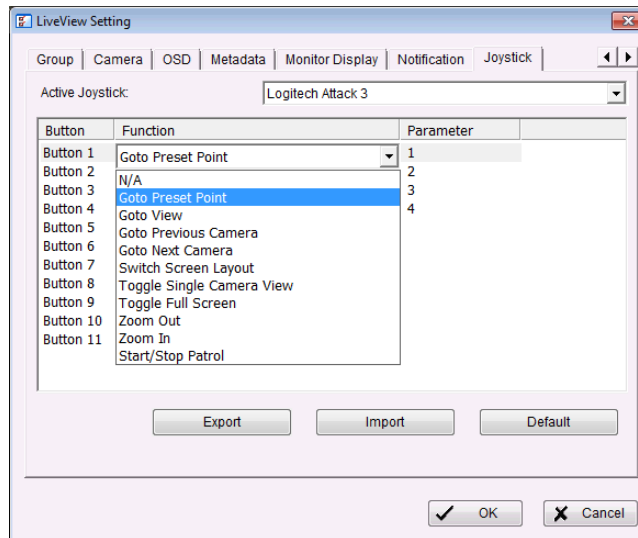 LiveView Setting
Group Camera OSD Metadata Monitor Display Notification Joystick
Active Joystick: Logitech Attack 3
Button Function Parameter
Button 1 Goto Preset Point 1
Button 2 N/A 2
Button 3 Goto Preset Point 3
Button 4 Goto View 4
Button 5 Goto Previous Camera
Button 6 Goto Next Camera
Button 7 Switch Screen Layout
Button 8 Toggle Single Camera View
Button 9 Toggle Full Screen
Button 10 Zoom Out
Button 11 Zoom In
Start/Stop Patrol
Export Import Default
OK Cancel